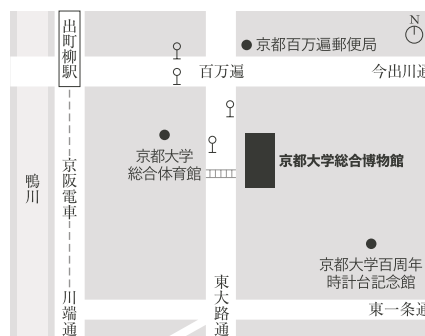 出町柳駅
N
京都百万遍郵便局
百万遍
今出川通
京都大学
総合体育館
京都大学総合博物館
鴨川
京阪電車
京都大学百周年
時計台記念館
川端通
東大路通
東一条通